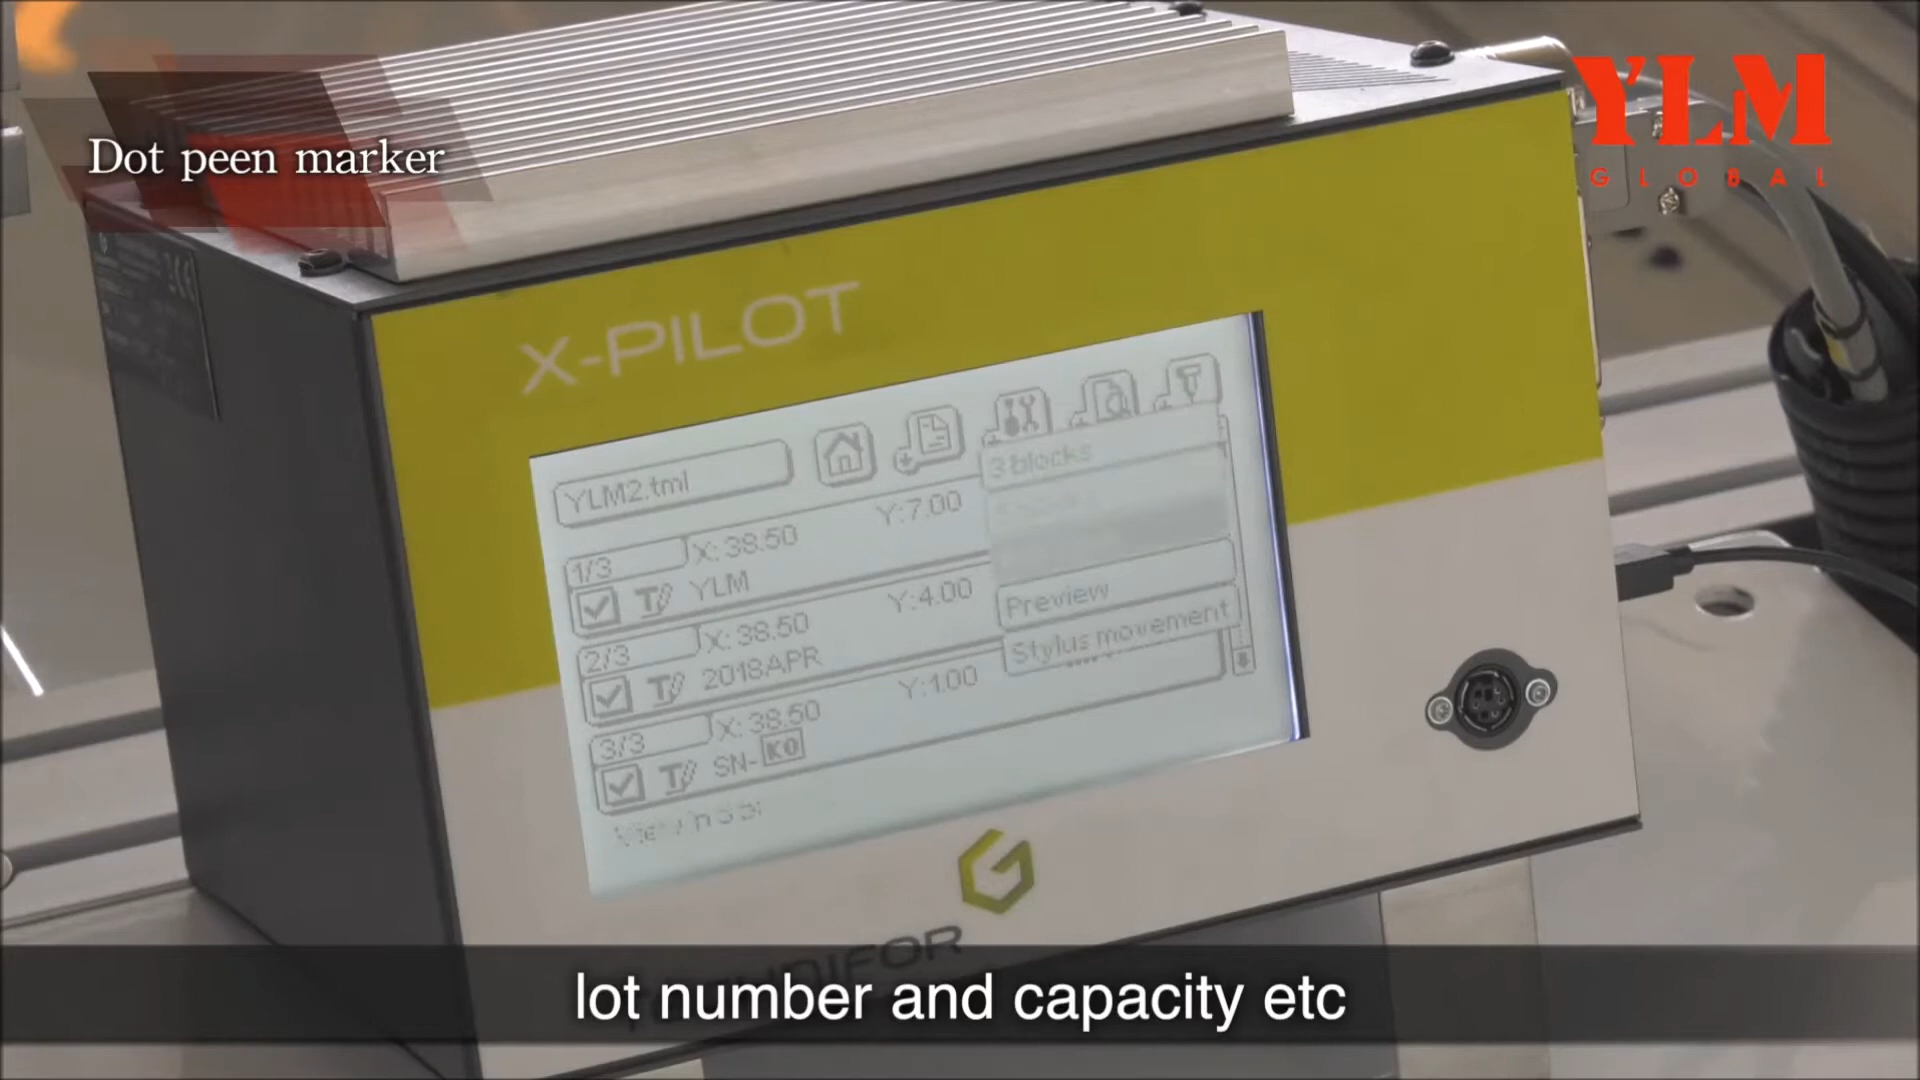 Dot peen marker
YLM
GLOBAL
X-PILOT
YLM2.tml
3 blocks
1/3 X: 38.50 Y:7.00
YLM
Preview
2/3 X: 38.50 Y:4.00
2018APR
Stylus movement
3/3 X: 38.50 Y:1.00
SN-K0
lot number and capacity etc